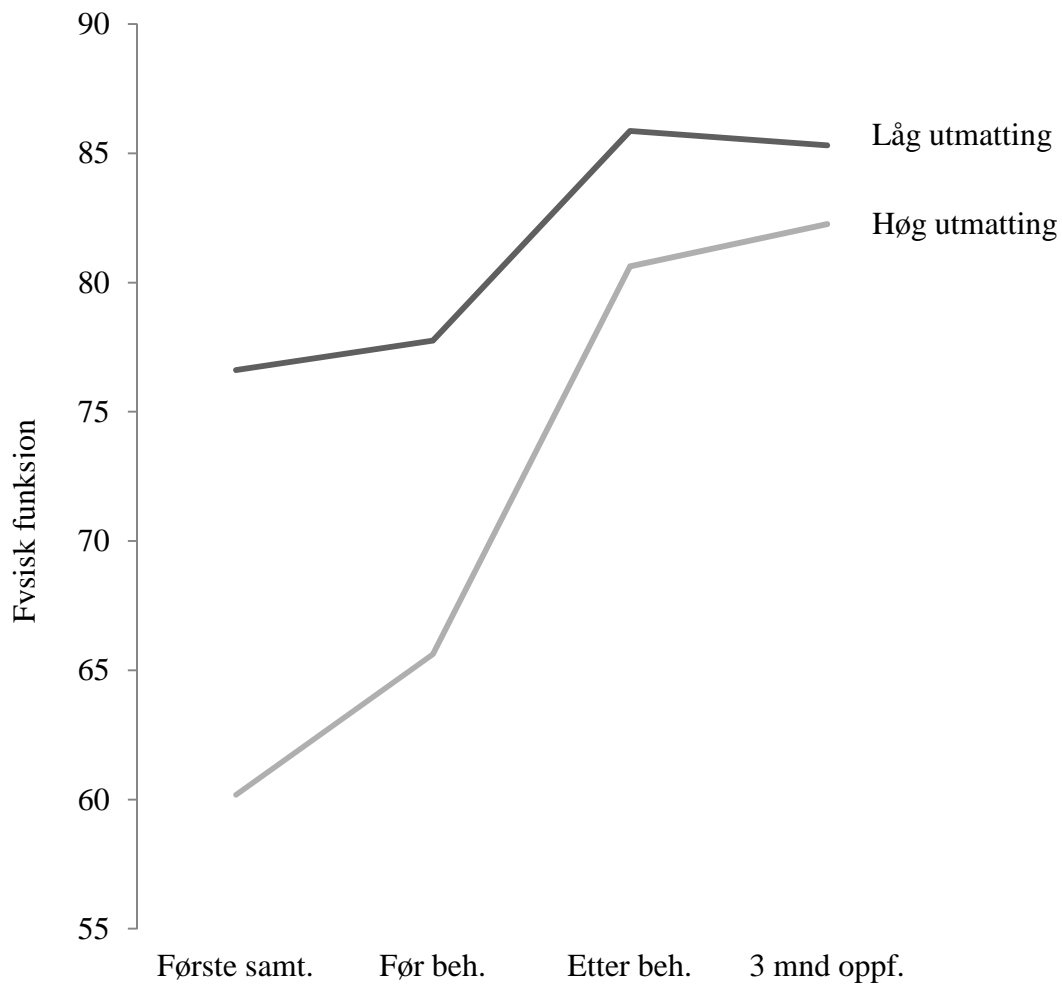 90
85
80
75
70
65
60
55
Fysisk funksjon
Låg utmatting
Høg utmatting
Første samt.
Før beh.
Etter beh.
3 mnd oppf.